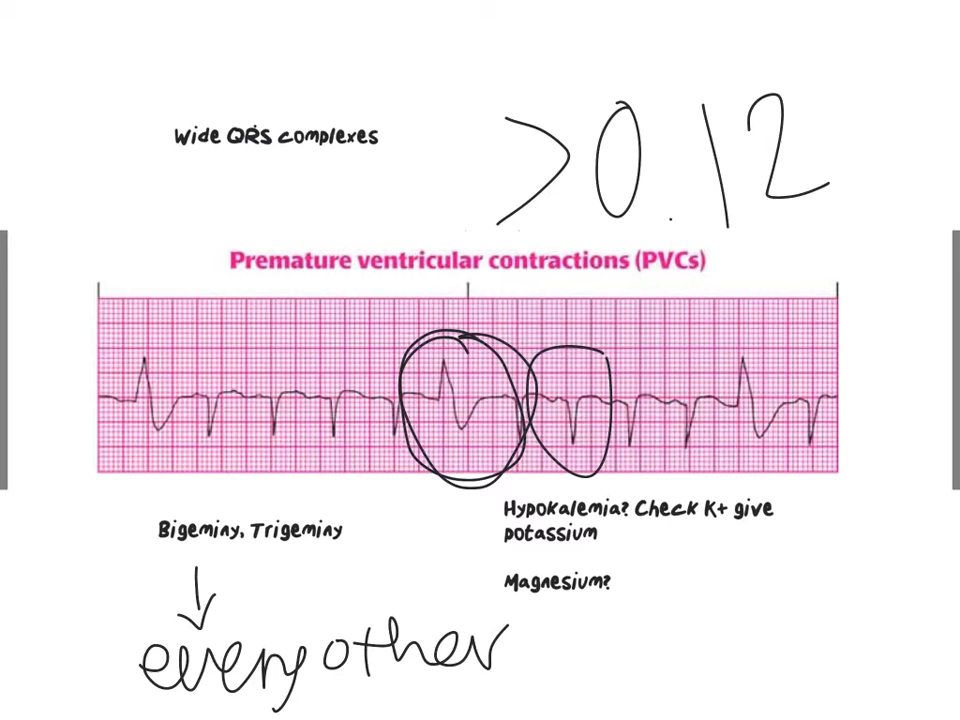 Wide QRS complexes
>0.12
Premature ventricular contractions (PVCs)
Hypokalemia? Check K+ give
potassium
Bigeminy, Trigeminy
Magnesium?
every other